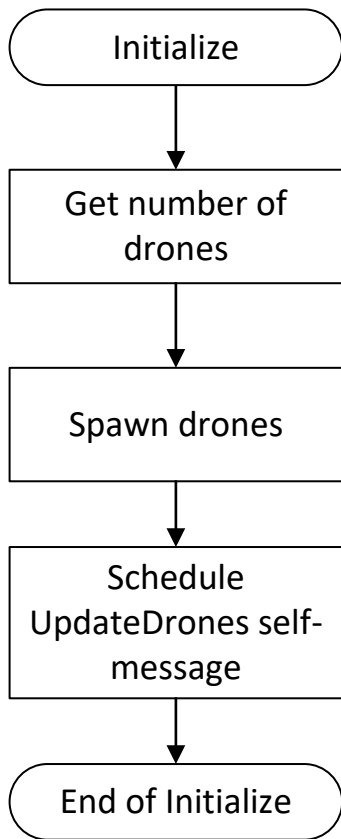 Initialize
Get number of
drones
Spawn drones
Schedule
UpdateDrones self-
message
End of Initialize